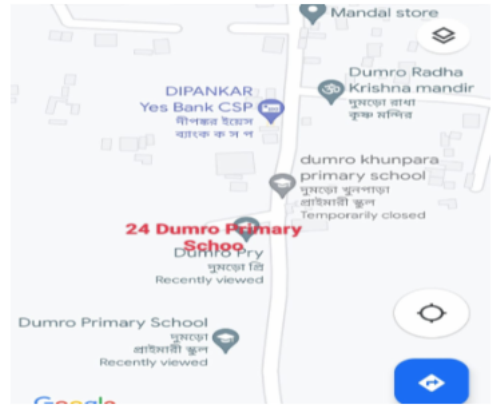 Mandal store
Dumro Radha
Krishna mandir
দুমড়ো রাধা
কৃষ্ণ মন্দির
DIPANKAR
Yes Bank CSP
দীপঙ্কর ইয়েস
ব্যাংক ক স প
dumro khunpara
primary school
দুমড়ো খুনপাড়া
প্রাইমারী স্কুল
Temporarily closed
24 Dumro Primary
Schoo
Dumro Pry
দুমড়ো প্রি
Recently viewed
Dumro Primary School
দুমড়ো
প্রাইমারী স্কুল
Recently viewed
Google